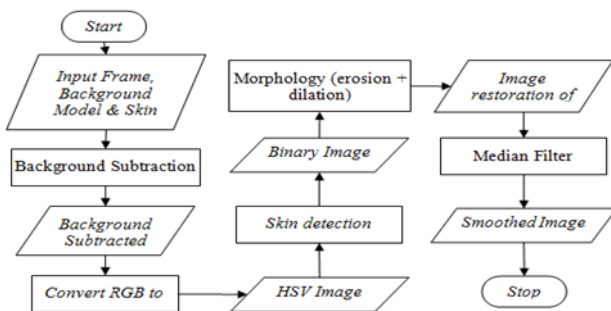 Start
Input Frame,
Background
Model & Skin
Background Subtraction
Background
Subtracted
Convert RGB to
HSV Image
Skin detection
Binary Image
Morphology (erosion +
dilation)
Image
restoration of
Median Filter
Smoothed Image
Stop